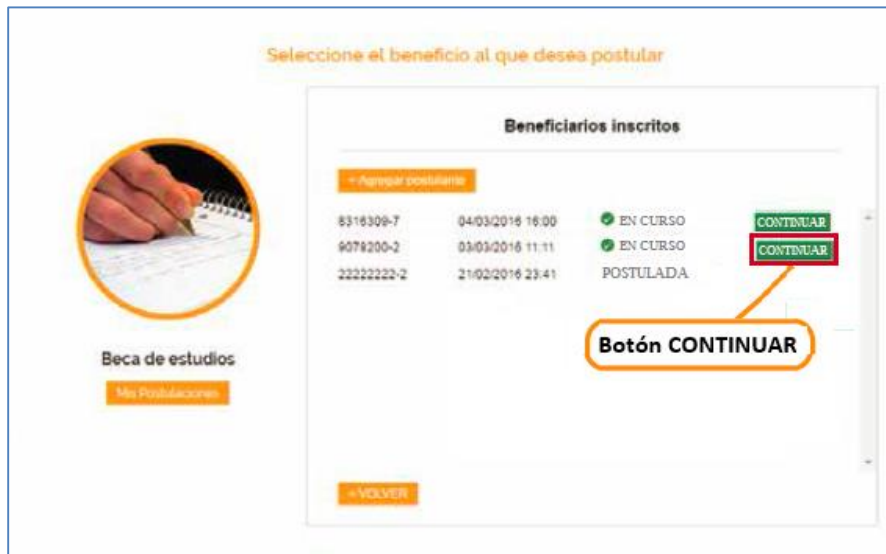 Seleccione el beneficio al que desea postular
Beneficiarios inscritos
+ Agregar postulante
8316309-7 04/03/2016 16:00 EN CURSO CONTINUAR
9078200-2 03/03/2016 11:11 EN CURSO CONTINUAR
22222222-2 21/02/2016 23:41 POSTULADA
Botón CONTINUAR
Beca de estudios
Mis Postulaciones
« VOLVER